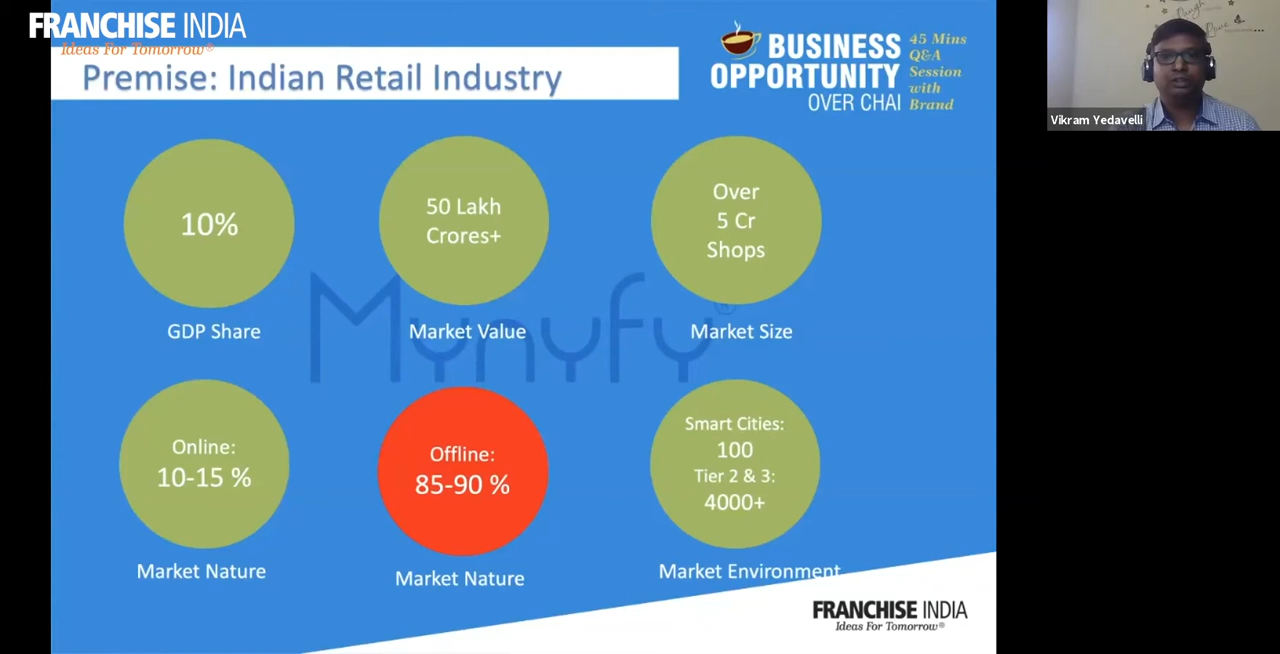 FRANCHISE INDIA
Ideas For Tomorrow®
Premise: Indian Retail Industry
BUSINESS
OPPORTUNITY
OVER CHAI
45 Mins
Q&A
Session
with
Brand
Vikram Yedavelli
10%
GDP Share
50 Lakh
Crores+
Market Value
Over
5 Cr
Shops
Market Size
Mynyfy®
Online:
10-15 %
Market Nature
Offline:
85-90 %
Market Nature
Smart Cities:
100
Tier 2 & 3:
4000+
Market Environment
FRANCHISE INDIA
Ideas For Tomorrow®